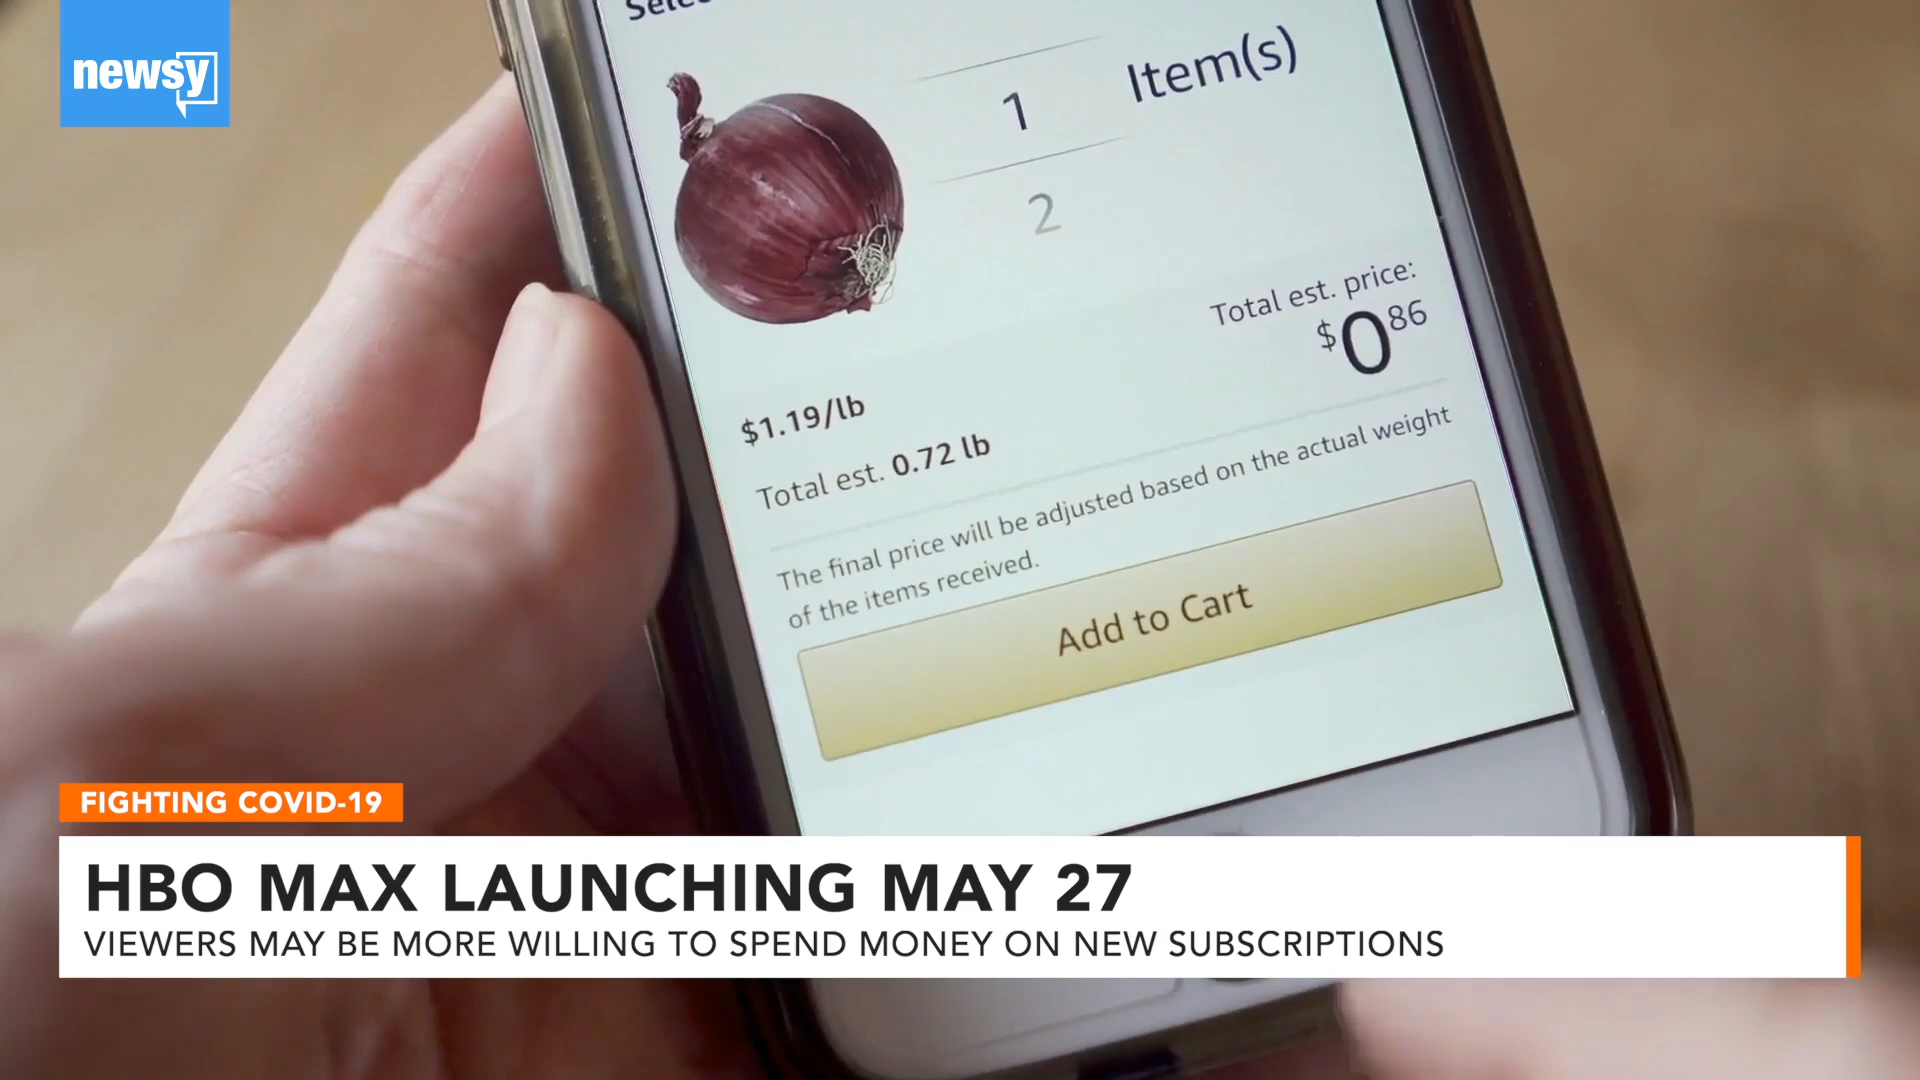 newsy
1 Item(s)
2
Total est. price:
$0 86
$1.19/lb
Total est. 0.72 lb
The final price will be adjusted based on the actual weight
of the items received.
Add to Cart
FIGHTING COVID-19
HBO MAX LAUNCHING MAY 27
VIEWERS MAY BE MORE WILLING TO SPEND MONEY ON NEW SUBSCRIPTIONS